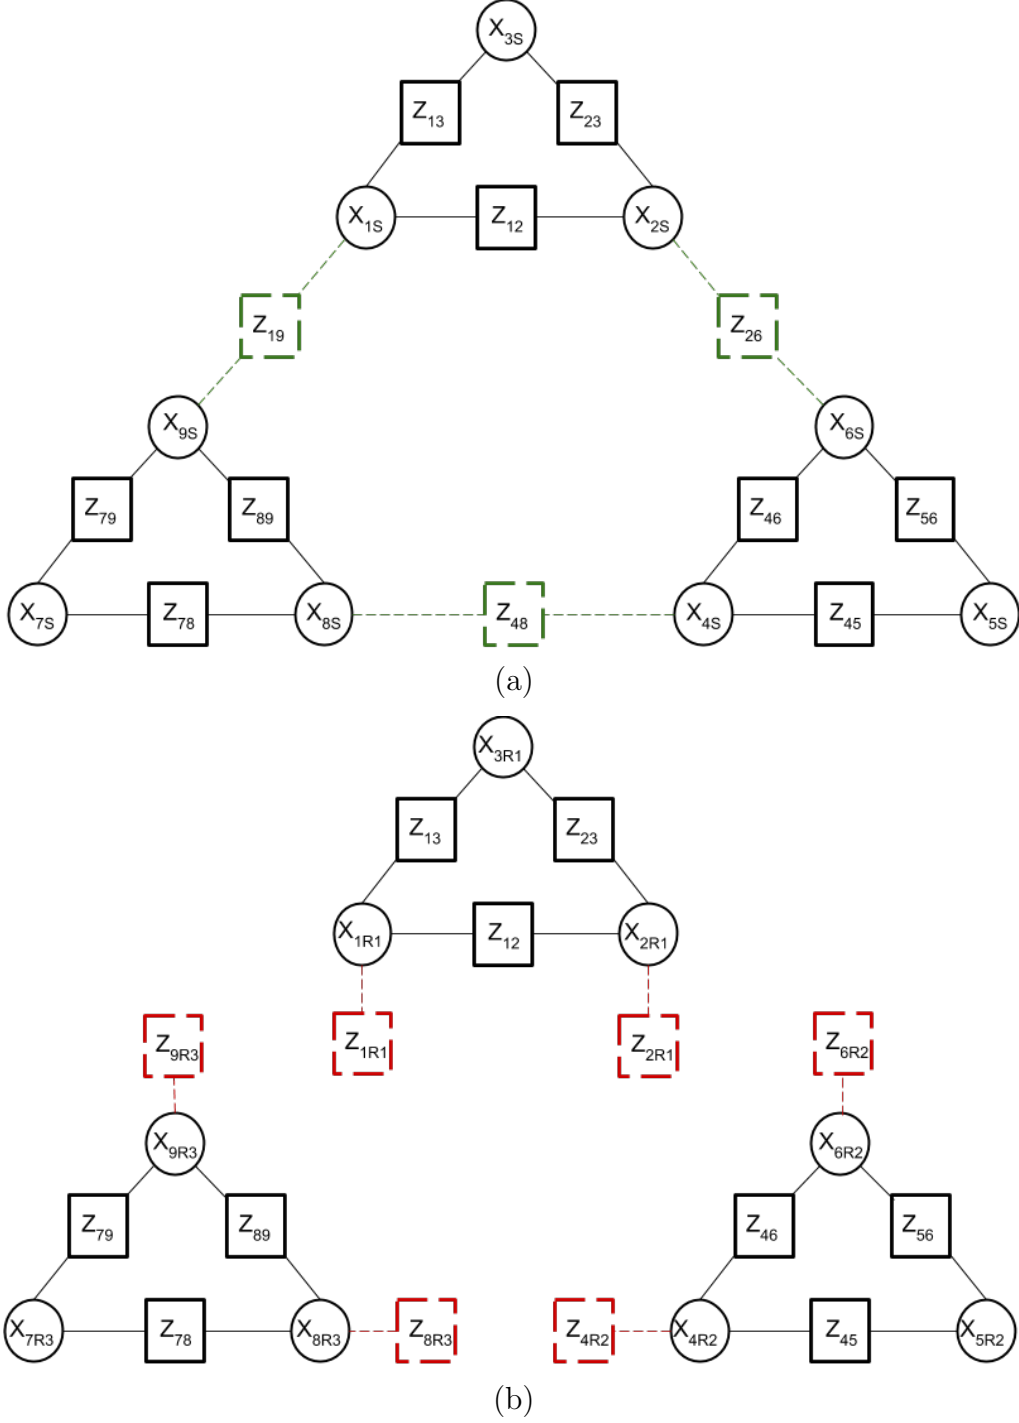 X3S
Z13 Z23
X1S Z12 X2S
Z19 Z26
X9S X6S
Z79 Z89 Z46 Z56
X7S Z78 X8S Z48 X4S Z45 X5S
(a)
X3R1
Z13 Z23
X1R1 Z12 X2R1
Z9R3 Z1R1 Z2R1 Z6R2
X9R3 X6R2
Z79 Z89 Z46 Z56
X7R3 Z78 X8R3 Z8R3 Z4R2 X4R2 Z45 X5R2
(b)